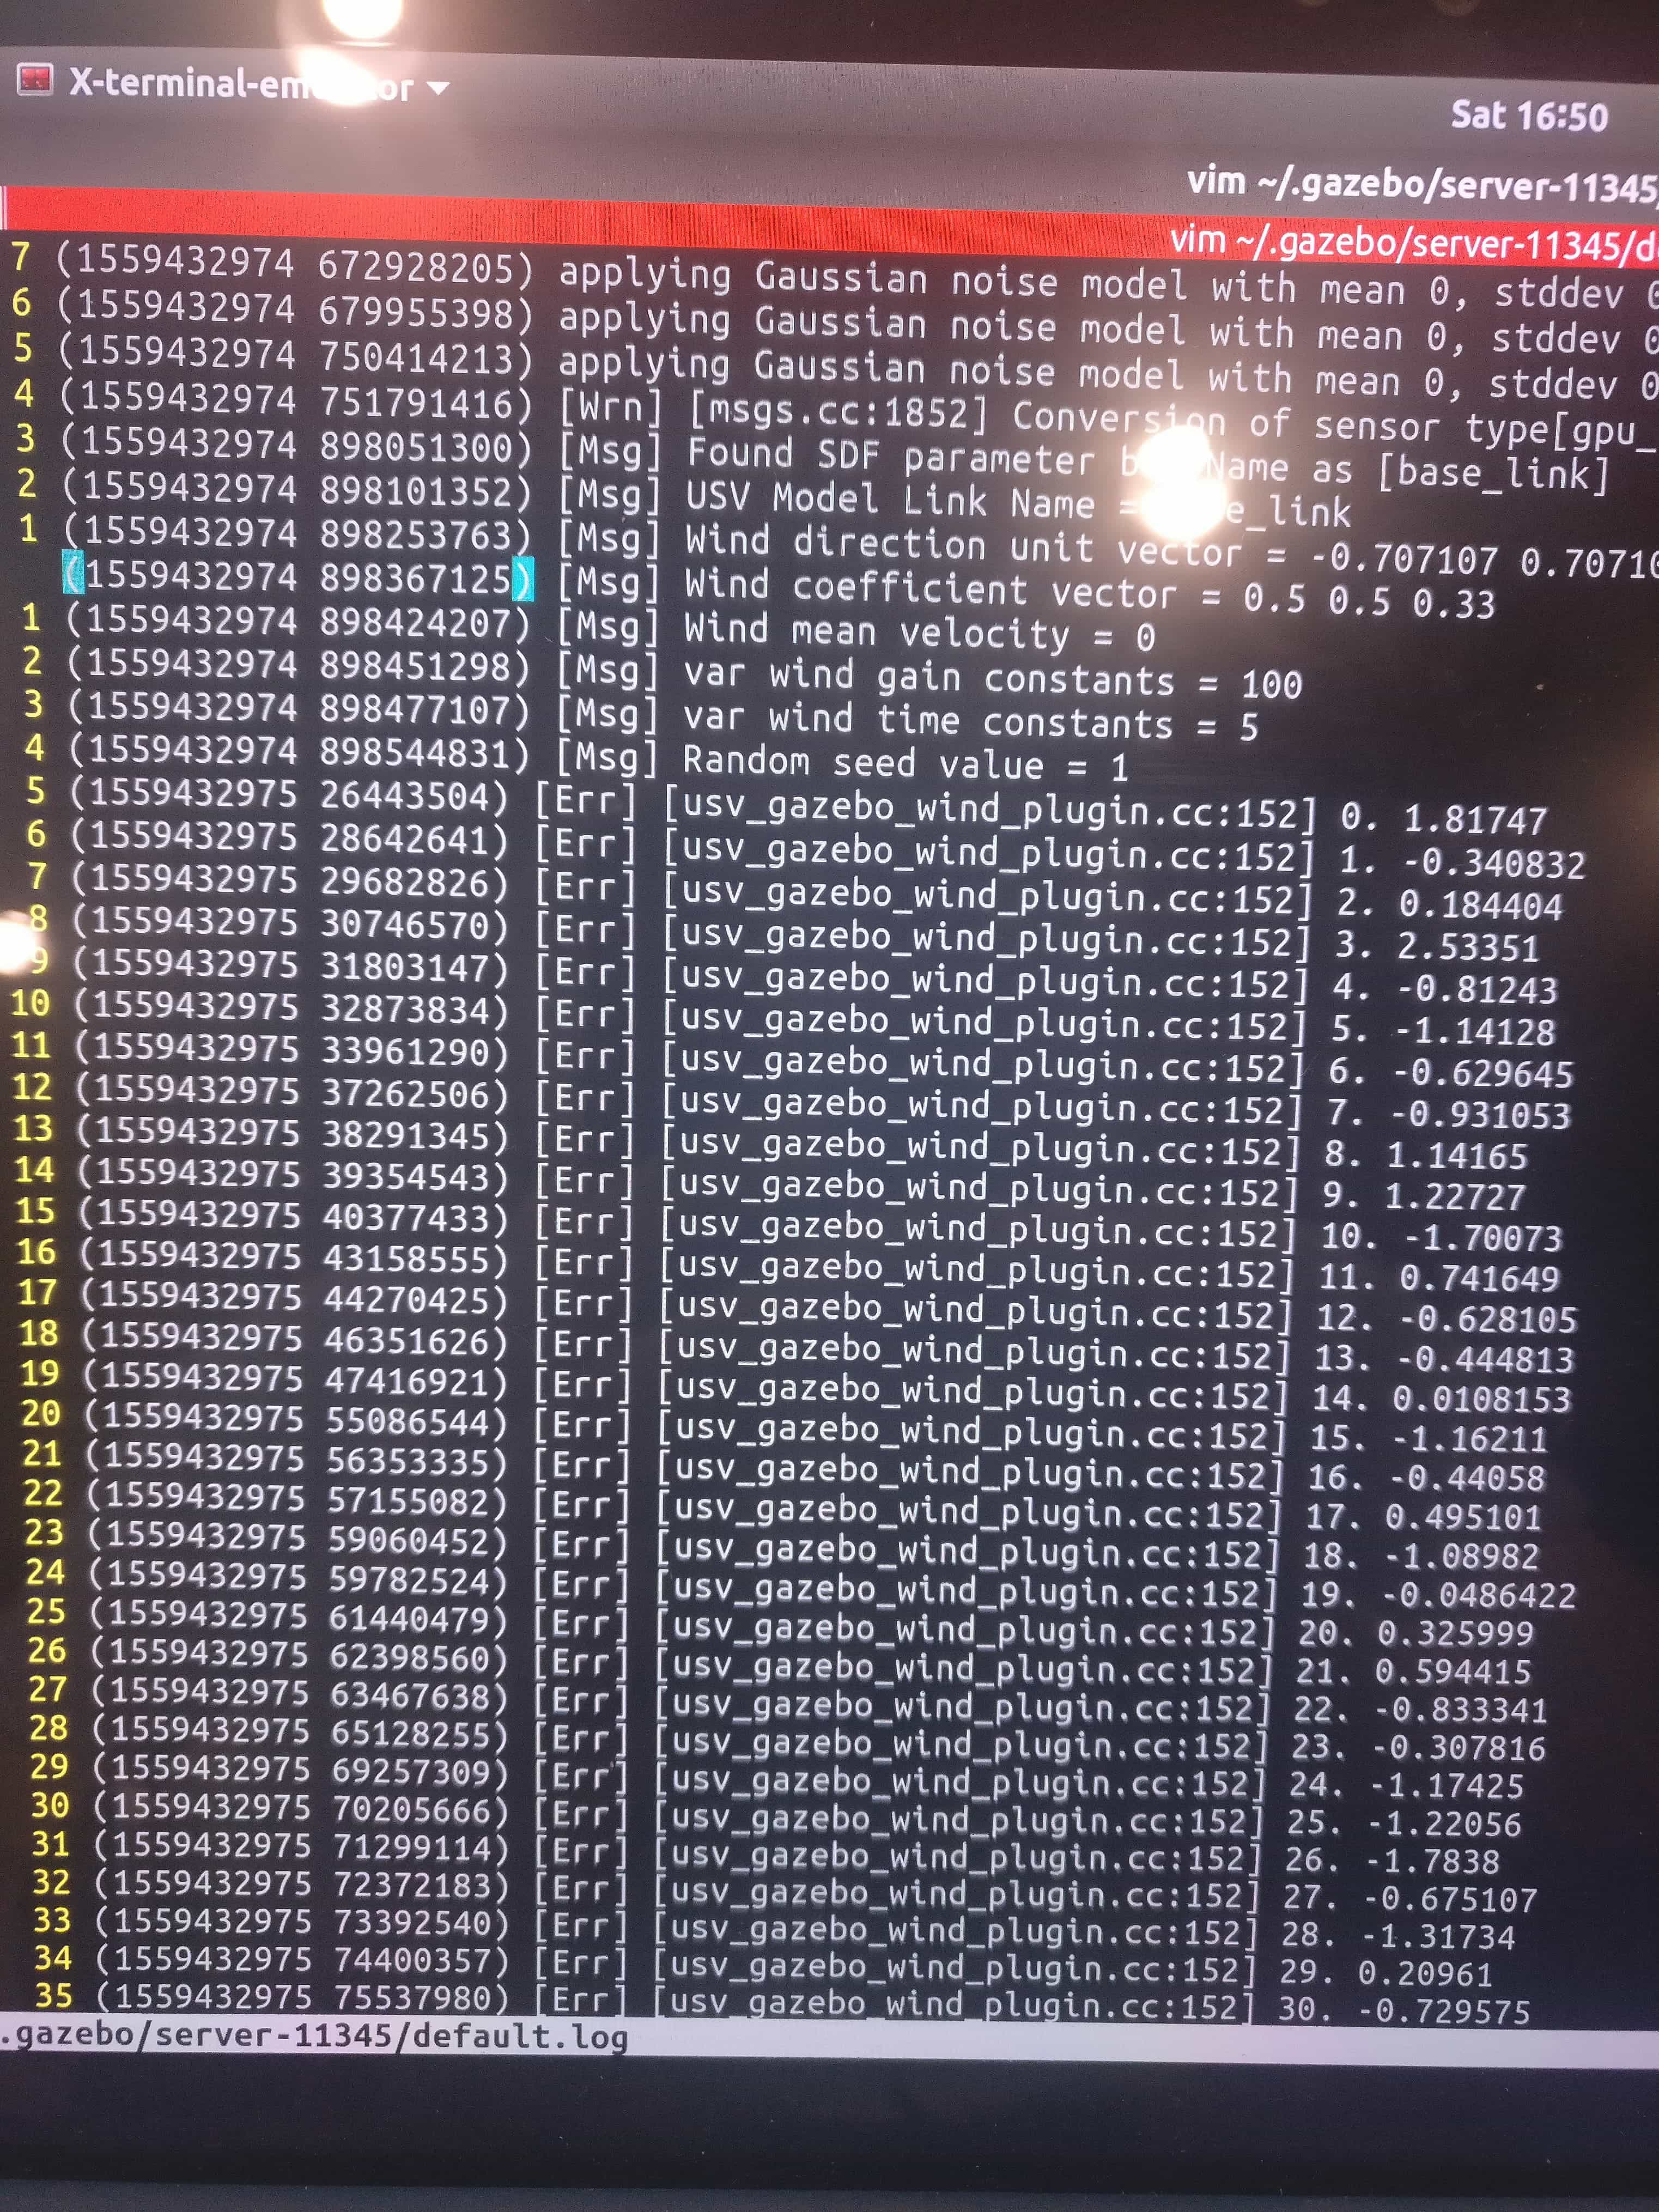 X-terminal-em or
Sat 16:50
vim ~/.gazebo/server-11345
vim ~/.gazebo/server-11345/d
7 (1559432974 672928205) applying Gaussian noise model with mean 0, stddev 0
6 (1559432974 679955398) applying Gaussian noise model with mean 0, stddev 0
5 (1559432974 750414213) applying Gaussian noise model with mean 0, stddev 0
4 (1559432974 751791416) [Wrn] [msgs.cc:1852] Conversion of sensor type[gpu_
3 (1559432974 898051300) [Msg] Found SDF parameter Name as [base_link]
2 (1559432974 898101352) [Msg] USV Model Link Name = e_link
1 (1559432974 898253763) [Msg] Wind direction unit vector = -0.707107 0.70710
(1559432974 898367125) [Msg] Wind coefficient vector = 0.5 0.5 0.33
1 (1559432974 898424207) [Msg] Wind mean velocity = 0
2 (1559432974 898451298) [Msg] var wind gain constants = 100
3 (1559432974 898477107) [Msg] var wind time constants = 5
4 (1559432974 898544831) [Msg] Random seed value = 1
5 (1559432975 26443504) [Err] [usv_gazebo_wind_plugin.cc:152] 0. 1.81747
6 (1559432975 28642641) [Err] [usv_gazebo_wind_plugin.cc:152] 1. -0.340832
7 (1559432975 29682826) [Err] [usv_gazebo_wind_plugin.cc:152] 2. 0.184404
8 (1559432975 30746570) [Err] [usv_gazebo_wind_plugin.cc:152] 3. 2.53351
9 (1559432975 31803147) [Err] [usv_gazebo_wind_plugin.cc:152] 4. -0.81243
10 (1559432975 32873834) [Err] [usv_gazebo_wind_plugin.cc:152] 5. -1.14128
11 (1559432975 33961290) [Err] [usv_gazebo_wind_plugin.cc:152] 6. -0.629645
12 (1559432975 37262506) [Err] [usv_gazebo_wind_plugin.cc:152] 7. -0.931053
13 (1559432975 38291345) [Err] [usv_gazebo_wind_plugin.cc:152] 8. 1.14165
14 (1559432975 39354543) [Err] [usv_gazebo_wind_plugin.cc:152] 9. 1.22727
15 (1559432975 40377433) [Err] [usv_gazebo_wind_plugin.cc:152] 10. -1.70073
16 (1559432975 43158555) [Err] [usv_gazebo_wind_plugin.cc:152] 11. 0.741649
17 (1559432975 44270425) [Err] [usv_gazebo_wind_plugin.cc:152] 12. -0.628105
18 (1559432975 46351626) [Err] [usv_gazebo_wind_plugin.cc:152] 13. -0.444813
19 (1559432975 47416921) [Err] [usv_gazebo_wind_plugin.cc:152] 14. 0.0108153
20 (1559432975 55086544) [Err] [usv_gazebo_wind_plugin.cc:152] 15. -1.16211
21 (1559432975 56353335) [Err] [usv_gazebo_wind_plugin.cc:152] 16. -0.44058
22 (1559432975 57155082) [Err] [usv_gazebo_wind_plugin.cc:152] 17. 0.495101
23 (1559432975 59060452) [Err] [usv_gazebo_wind_plugin.cc:152] 18. -1.08982
24 (1559432975 59782524) [Err] [usv_gazebo_wind_plugin.cc:152] 19. -0.0486422
25 (1559432975 61440479) [Err] [usv_gazebo_wind_plugin.cc:152] 20. 0.325999
26 (1559432975 62398560) [Err] [usv_gazebo_wind_plugin.cc:152] 21. 0.594415
27 (1559432975 63467638) [Err] [usv_gazebo_wind_plugin.cc:152] 22. -0.833341
28 (1559432975 65128255) [Err] [usv_gazebo_wind_plugin.cc:152] 23. -0.307816
29 (1559432975 69257309) [Err] [usv_gazebo_wind_plugin.cc:152] 24. -1.17425
30 (1559432975 70205666) [Err] [usv_gazebo_wind_plugin.cc:152] 25. -1.22056
31 (1559432975 71299114) [Err] [usv_gazebo_wind_plugin.cc:152] 26. -1.7838
32 (1559432975 72372183) [Err] [usv_gazebo_wind_plugin.cc:152] 27. -0.675107
33 (1559432975 73392540) [Err] [usv_gazebo_wind_plugin.cc:152] 28. -1.31734
34 (1559432975 74400357) [Err] [usv_gazebo_wind_plugin.cc:152] 29. 0.20961
35 (1559432975 75537980) [Err] [usv_gazebo_wind_plugin.cc:152] 30. -0.729575
.gazebo/server-11345/default.log